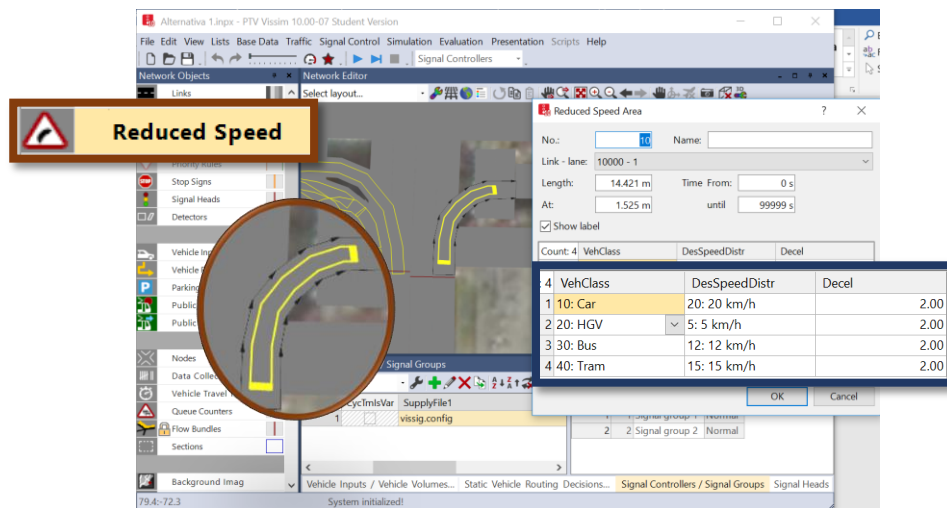 Alternativa 1.inpx - PTV Vissim 10.00-07 Student Version
File Edit View Lists Base Data Traffic Signal Control Simulation Evaluation Presentation Scripts Help
Signal Controllers
Network Objects
Network Editor
Links
Select layout...
Reduced Speed
Priority Rules
Stop Signs
Signal Heads
Detectors
Vehicle
Vehicle
Parking
Public
Public
Nodes
Data
Vehicle Travel
Queue Counters
Flow Bundles
Sections
Background Imag
Reduced Speed Area
?
No.: 10 Name:
Link - lane: 10000 - 1
Length: 14.421 m Time From: 0 s
At: 1.525 m until 99999 s
Show label
Count: 4 VehClass DesSpeedDistr Decel
: 4 VehClass DesSpeedDistr Decel
1 10: Car 20: 20 km/h 2.00
2 20: HGV 5: 5 km/h 2.00
3 30: Bus 12: 12 km/h 2.00
4 40: Tram 15: 15 km/h 2.00
OK Cancel
/ Signal Groups
CycTmIsVar SupplyFile1
1 vissig.config
1 1 Signal group 1 Normal
2 2 Signal group 2 Normal
Vehicle Inputs / Vehicle Volumes... Static Vehicle Routing Decisions... Signal Controllers / Signal Groups Signal Heads
79.4:-72.3 System initialized!